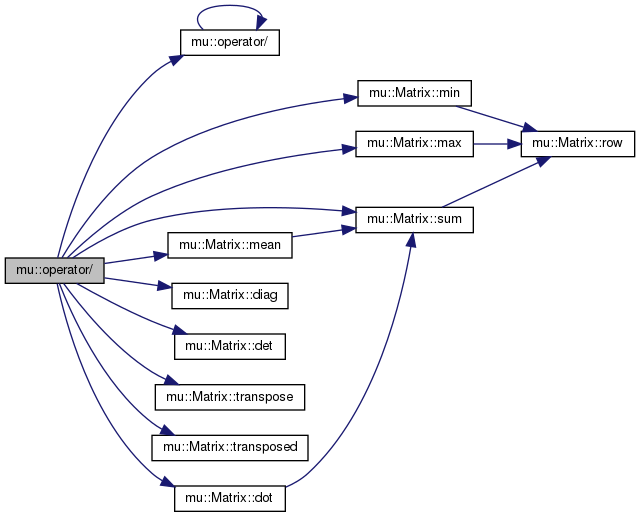 mu::operator/
mu::Matrix::min
mu::Matrix::max
mu::Matrix::row
mu::Matrix::sum
mu::Matrix::mean
mu::operator/
mu::Matrix::diag
mu::Matrix::det
mu::Matrix::transpose
mu::Matrix::transposed
mu::Matrix::dot